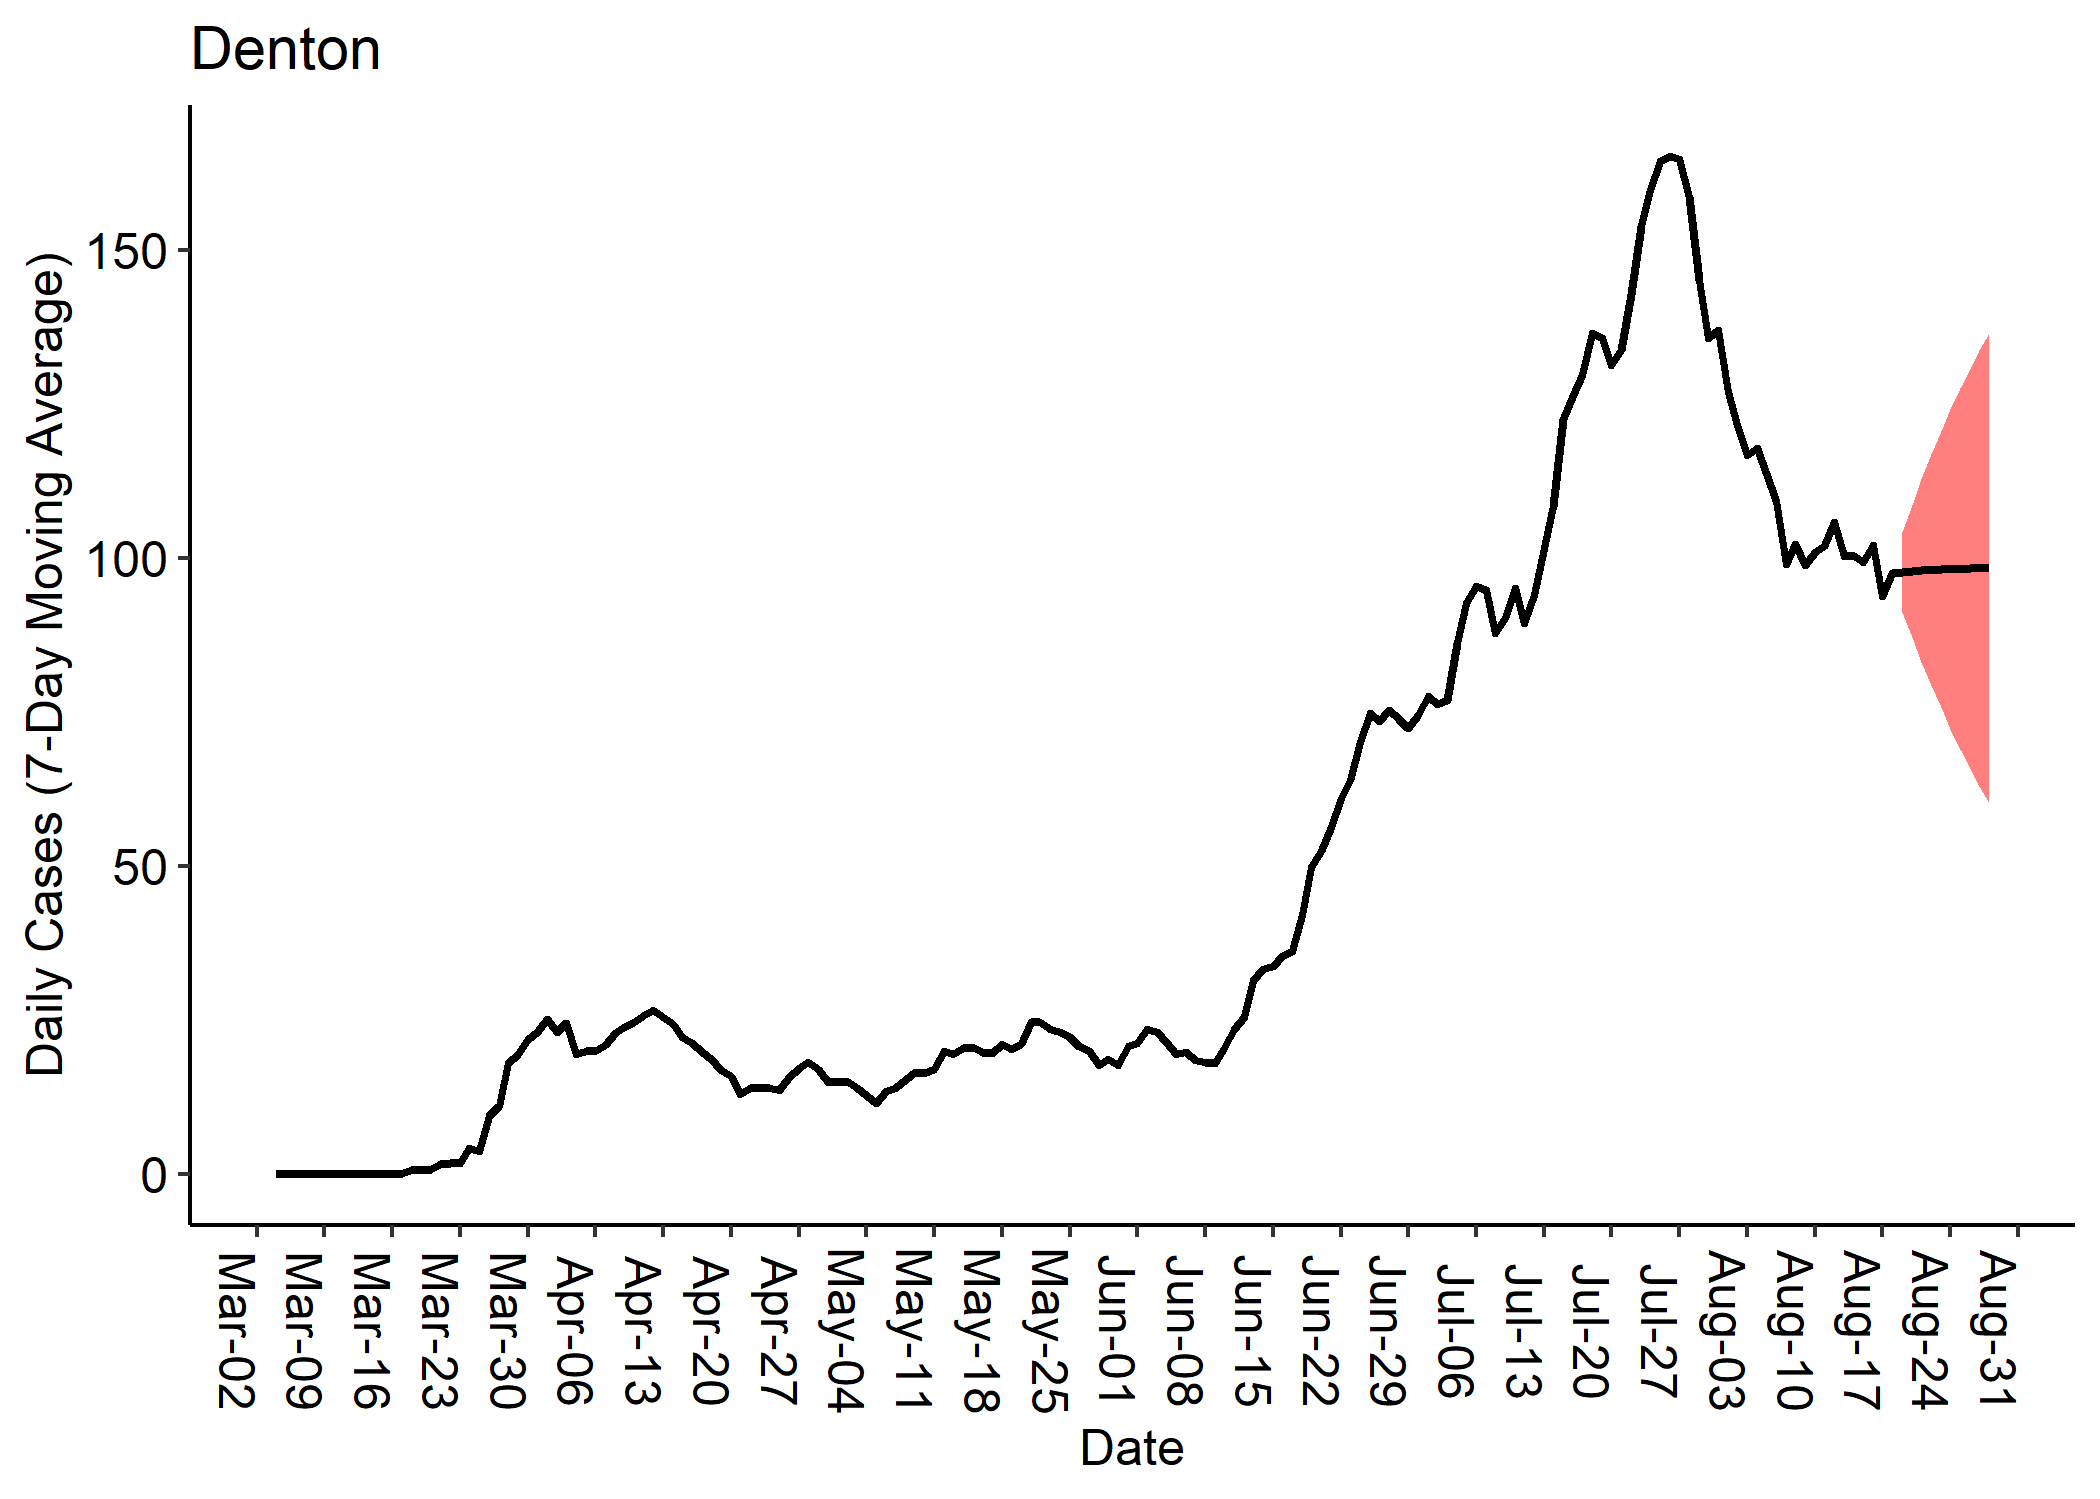 Denton
Daily Cases (7-Day Moving Average)
150
100
50
0
Mar-02
Mar-09
Mar-16
Mar-23
Mar-30
Apr-06
Apr-13
Apr-20
Apr-27
May-04
May-11
May-18
May-25
Jun-01
Jun-08
Jun-15
Jun-22
Jun-29
Jul-06
Jul-13
Jul-20
Jul-27
Aug-03
Aug-10
Aug-17
Aug-24
Aug-31
Date